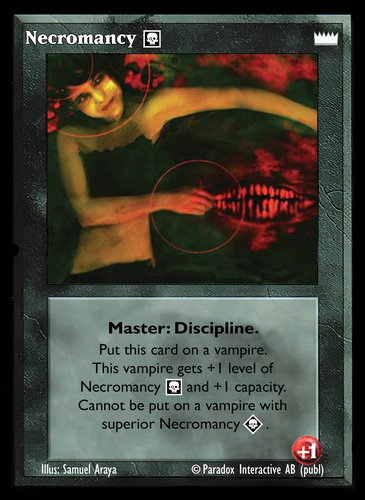 Necromancy
Master: Discipline.
Put this card on a vampire.
This vampire gets +1 level of
Necromancy and +1 capacity.
Cannot be put on a vampire with
superior Necromancy .
+1
Illus: Samuel Araya © Paradox Interactive AB (publ)